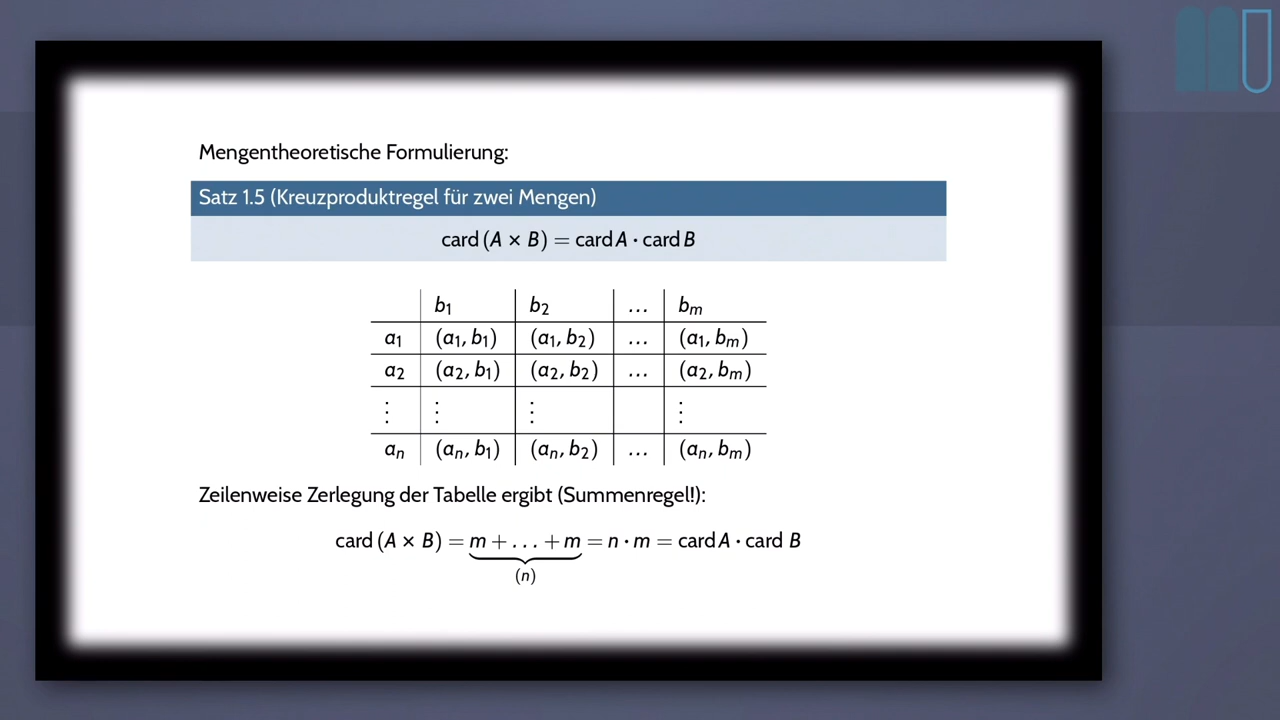 Mengentheoretische Formulierung:
Satz 1.5 (Kreuzproduktregel für zwei Mengen)
card (A × B) = card A · card B
b₁ b₂ … bₘ
a₁ (a₁, b₁) (a₁, b₂) … (a₁, bₘ)
a₂ (a₂, b₁) (a₂, b₂) … (a₂, bₘ)
⋮ ⋮ ⋮ ⋮
aₙ (aₙ, b₁) (aₙ, b₂) … (aₙ, bₘ)
Zeilenweise Zerlegung der Tabelle ergibt (Summenregel!):
card (A × B) = m + … + m = n · m = card A · card B
(n)